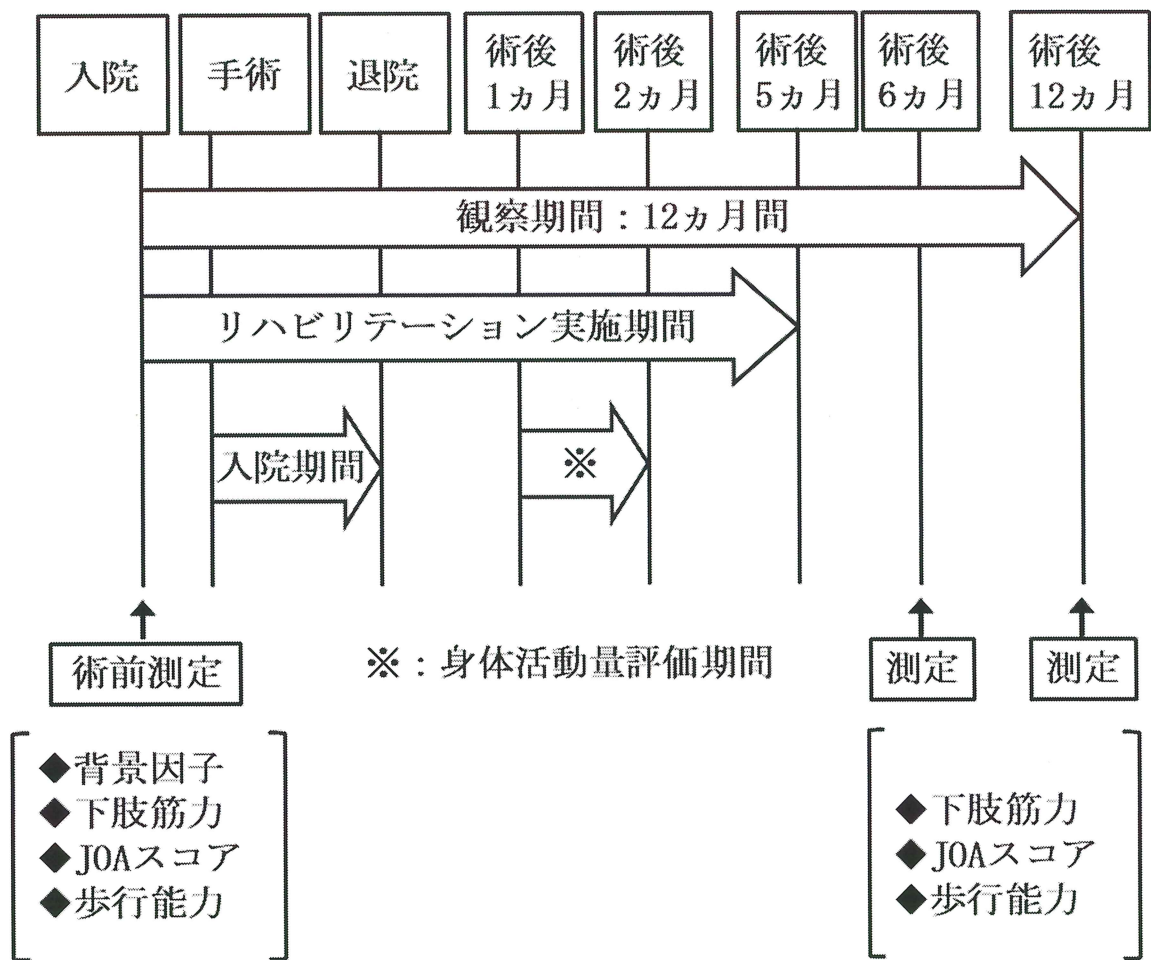 入院
手術
退院
術後
1ヵ月
術後
2ヵ月
術後
5ヵ月
術後
6ヵ月
術後
12ヵ月
観察期間：12ヵ月間
リハビリテーション実施期間
入院期間
※
術前測定
※：身体活動量評価期間
測定
測定
◆背景因子
◆下肢筋力
◆JOAスコア
◆歩行能力
◆下肢筋力
◆JOAスコア
◆歩行能力